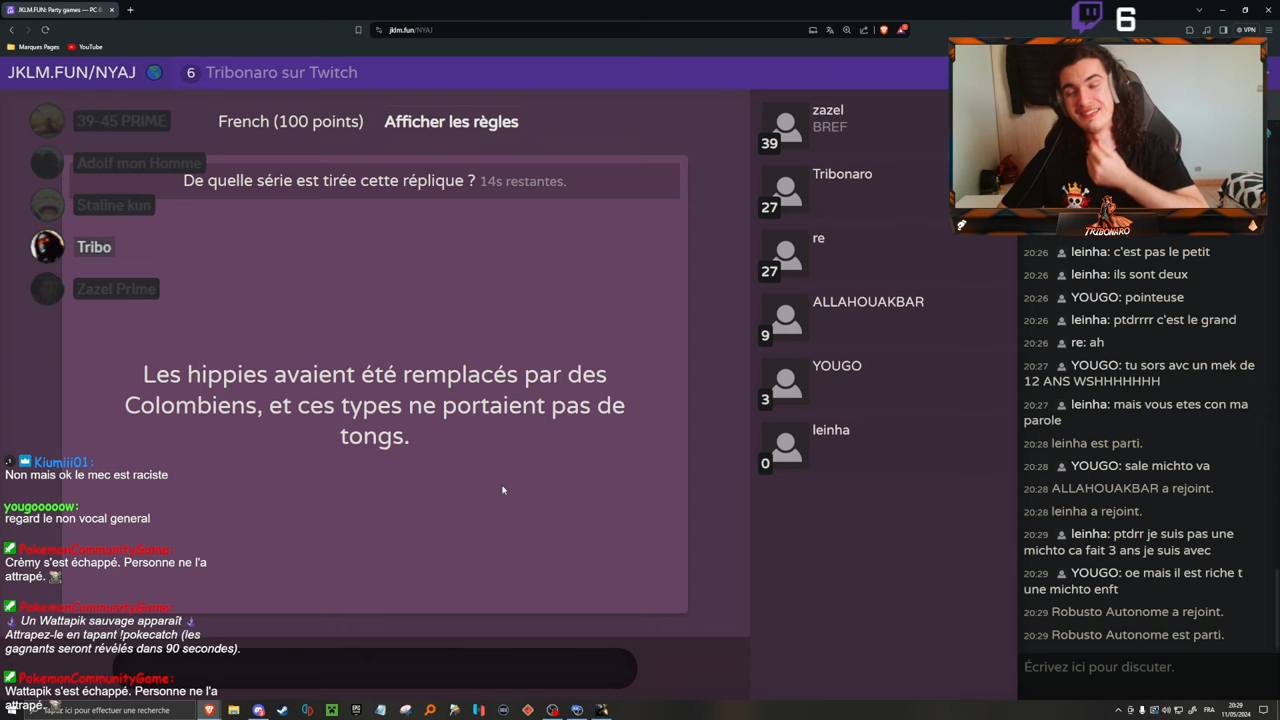 JKLM.FUN: Party games — PC 6
jklm.fun/NYAJ
VPN
Marques Pages
YouTube
6
JKLM.FUN/NYAJ
6 Tribonaro sur Twitch
39-45 PRIME
Adolf mon Homme
Staline kun
Tribo
Zazel Prime
French (100 points) Afficher les règles
De quelle série est tirée cette réplique ? 14s restantes.
Les hippies avaient été remplacés par des
Colombiens, et ces types ne portaient pas de
tongs.
zazel
BREF
39
Tribonaro
27
re
27
ALLAHOUAKBAR
9
YOUGO
3
leinha
0
TRIBONARO
20:26 leinha: c'est pas le petit
20:26 leinha: ils sont deux
20:26 YOUGO: pointeuse
20:26 leinha: ptdrrrr c'est le grand
20:26 re: ah
20:27 YOUGO: tu sors avc un mek de
12 ANS WSHHHHHHH
20:27 leinha: mais vous etes con ma
parole
20:28 leinha est parti.
20:28 YOUGO: sale michto va
20:28 ALLAHOUAKBAR a rejoint.
20:28 leinha a rejoint.
20:29 leinha: ptdrr je suis pas une
michto ca fait 3 ans je suis avec
20:29 YOUGO: oe mais il est riche t
une michto enft
20:29 Robusto Autonome a rejoint.
20:29 Robusto Autonome est parti.
Écrivez ici pour discuter.
Kiumiii01:
Non mais ok le mec est raciste
yougooooow:
regard le non vocal general
PokemonCommunityGame:
Crèmy s'est échappé. Personne ne l'a
attrapé.
PokemonCommunityGame:
Un Wattapik sauvage apparaît
Attrapez-le en tapant !pokecatch (les
gagnants seront révélés dans 90 secondes).
PokemonCommunityGame:
Wattapik s'est échappé. Personne ne l'a
attrapé.
Tapez ici pour effectuer une recherche
FRA
20:29
11/05/2024